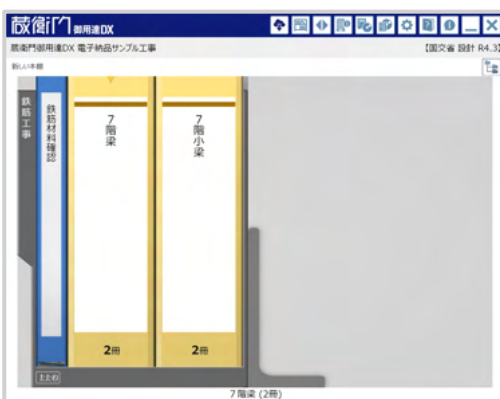 蔵衛門御用達DX
蔵衛門御用達DX 電子納品サンプル工事
【国交省 設計 R4.3】
新しい本棚
鉄筋工事
鉄筋材料確認
7階梁
7階小梁
2冊
2冊
まとめ
7階梁 (2冊)